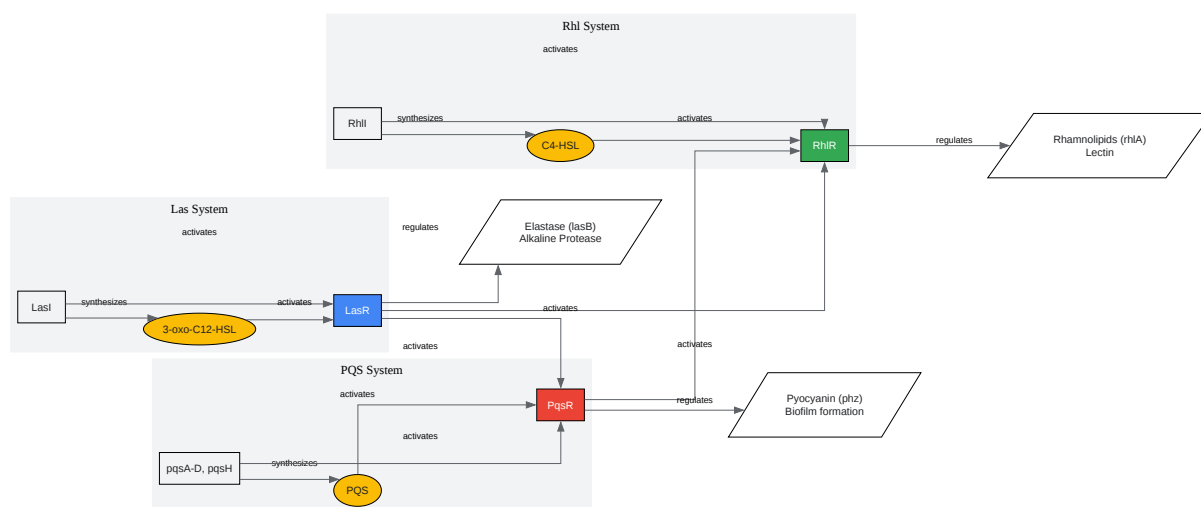 Rhl System
activates
RhlI
synthesizes
activates
C4-HSL
RhlR
regulates
Rhamnolipids (rhlA)
Lectin
Las System
activates
regulates
Elastase (lasB)
Alkaline Protease
LasI
synthesizes
activates
3-oxo-C12-HSL
LasR
activates
activates
activates
PQS System
activates
PqsR
regulates
Pyocyanin (phz)
Biofilm formation
activates
pqsA-D, pqsH
synthesizes
PQS